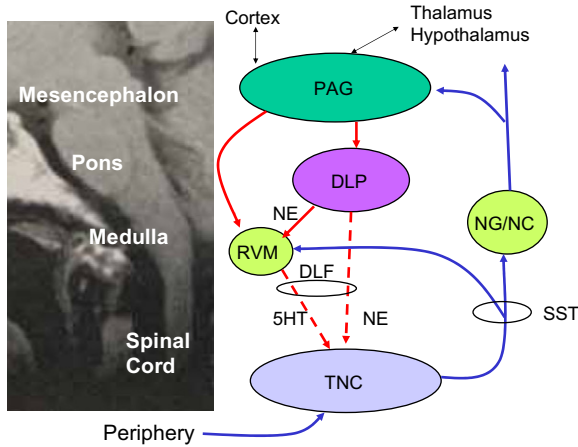 Cortex
Thalamus
Hypothalamus
PAG
Mesencephalon
Pons
DLP
NE
Medulla
RVM
NG/NC
DLF
5HT
NE
SST
Spinal
Cord
TNC
Periphery